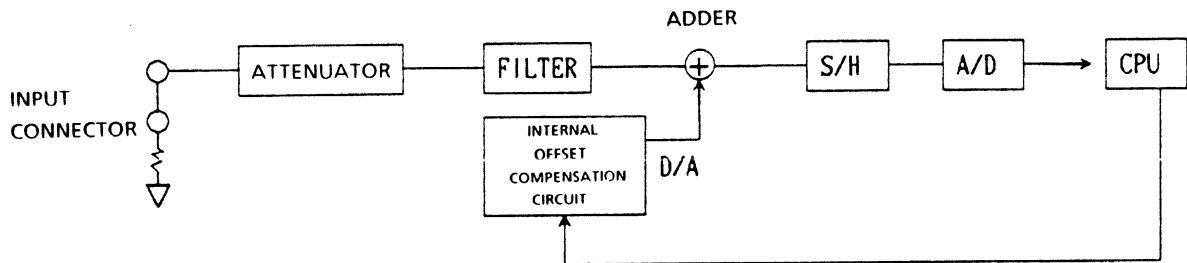 ADDER
INPUT
CONNECTOR
ATTENUATOR
FILTER
+
S/H
A/D
CPU
INTERNAL
OFFSET
COMPENSATION
CIRCUIT
D/A